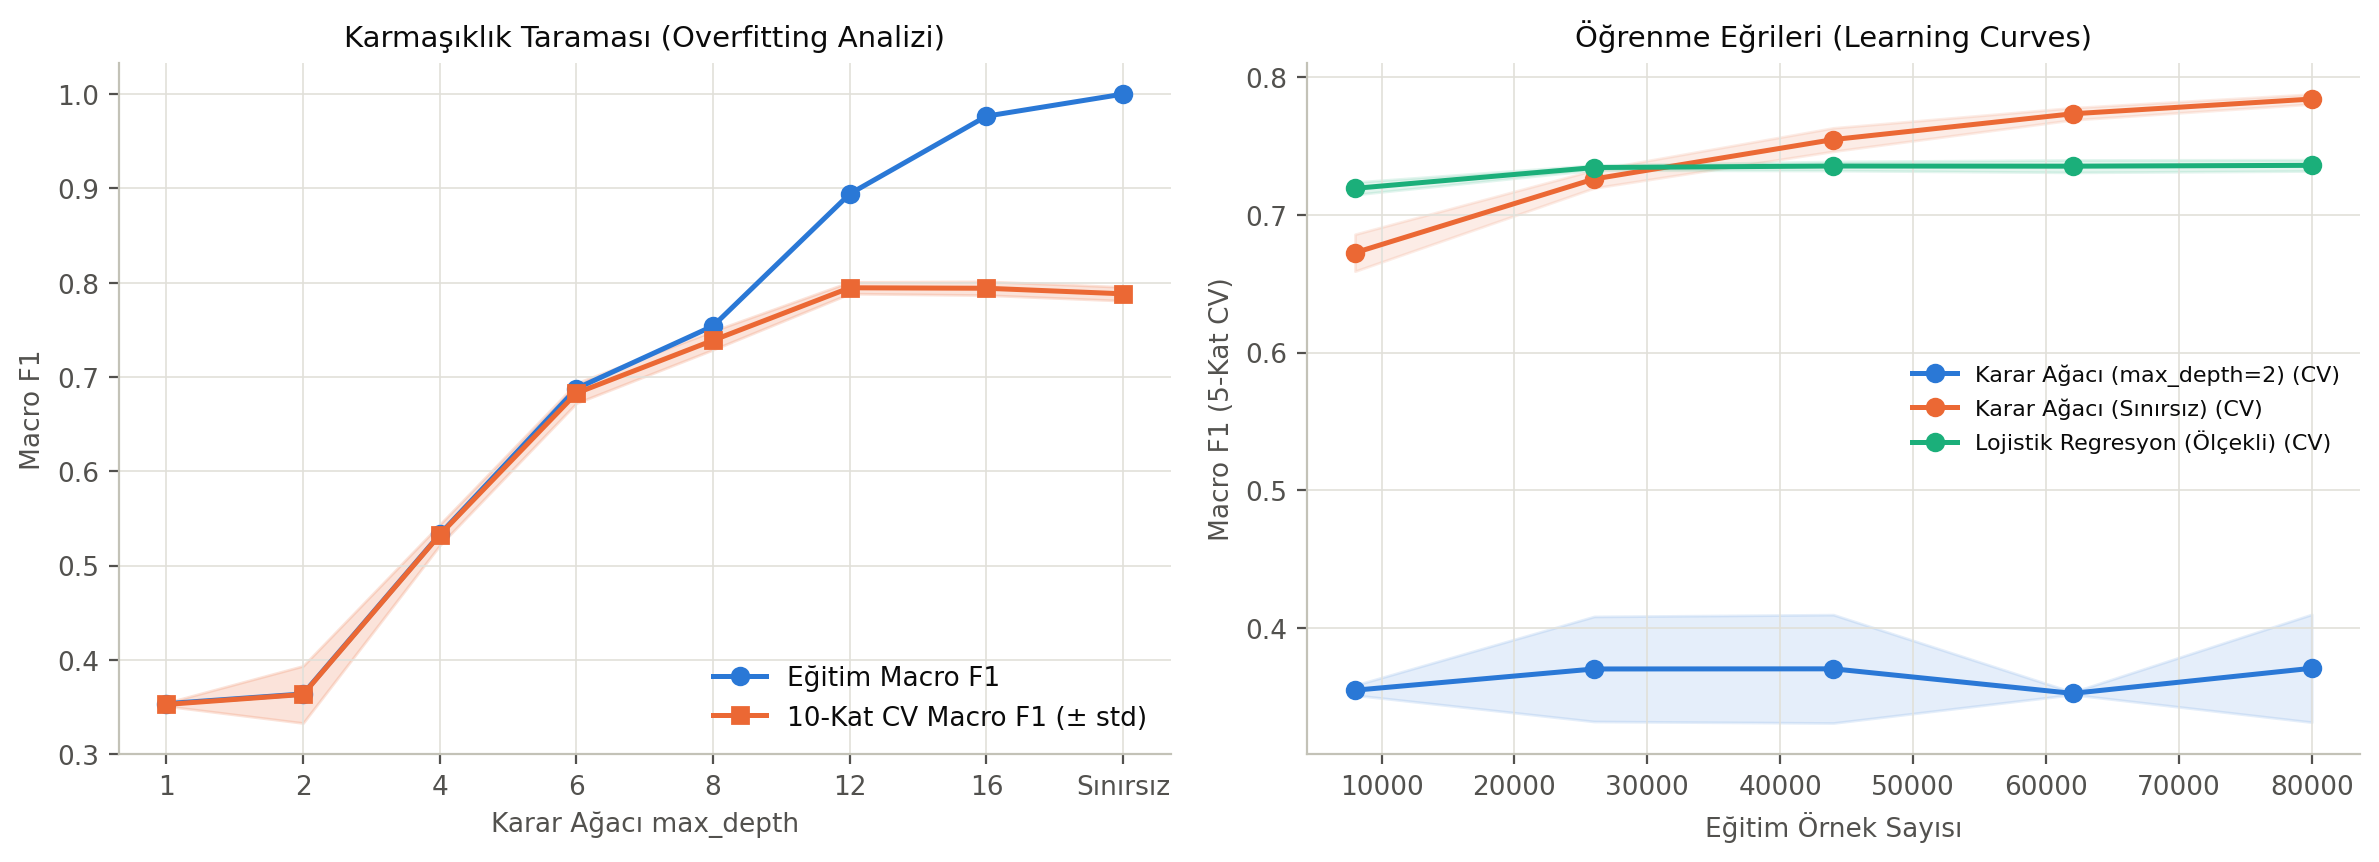 Karmaşıklık Taraması (Overfitting Analizi)
Macro F1
1.0
0.9
0.8
0.7
0.6
0.5
0.4
0.3
Eğitim Macro F1
10-Kat CV Macro F1 (± std)
1 2 4 6 8 12 16 Sınırsız
Karar Ağacı max_depth
Öğrenme Eğrileri (Learning Curves)
Macro F1 (5-Kat CV)
0.8
0.7
0.6
0.5
0.4
Karar Ağacı (max_depth=2) (CV)
Karar Ağacı (Sınırsız) (CV)
Lojistik Regresyon (Ölçekli) (CV)
10000 20000 30000 40000 50000 60000 70000 80000
Eğitim Örnek Sayısı